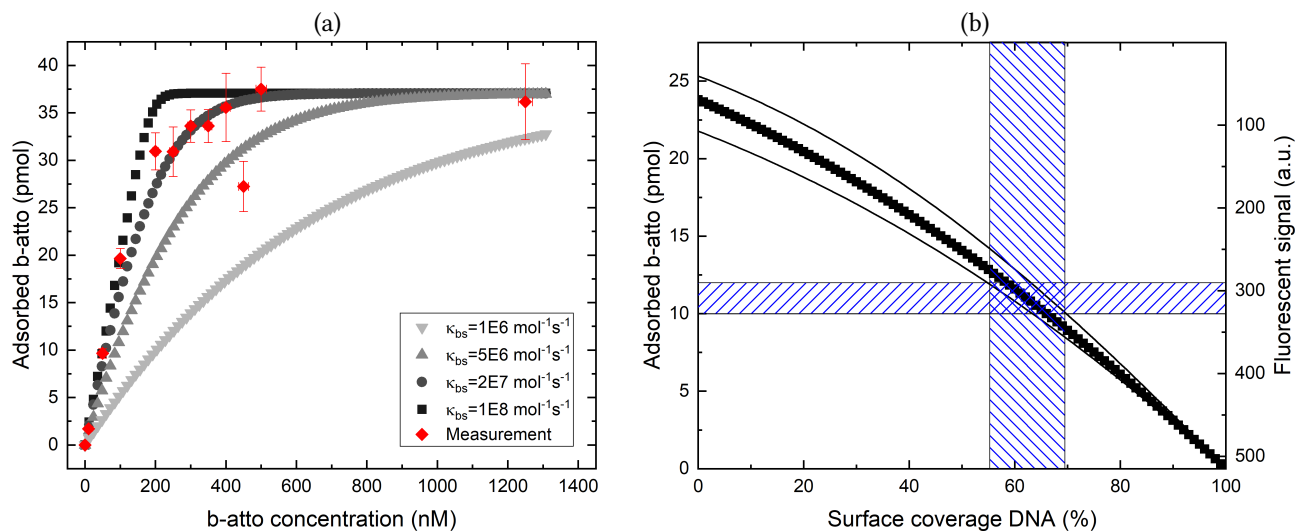 (a)
(b)
Adsorbed b-atto (pmol)
40
35
30
25
20
15
10
5
0
κbs=1E6 mol⁻¹s⁻¹
κbs=5E6 mol⁻¹s⁻¹
κbs=2E7 mol⁻¹s⁻¹
κbs=1E8 mol⁻¹s⁻¹
Measurement
0 200 400 600 800 1000 1200 1400
b-atto concentration (nM)
Adsorbed b-atto (pmol)
25
20
15
10
5
0
0 20 40 60 80 100
Surface coverage DNA (%)
100
200
300
400
500
Fluorescent signal (a.u.)